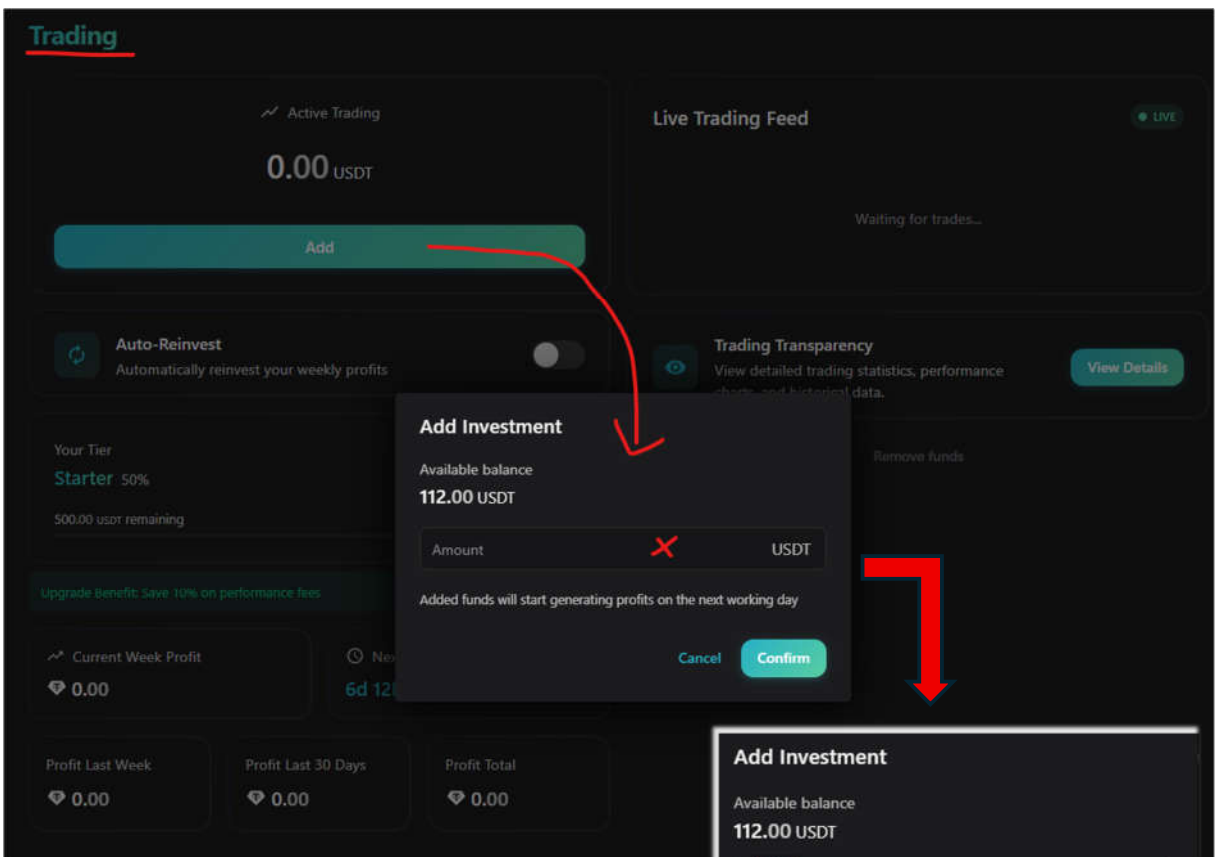 Trading
Active Trading
0.00 USDT
Add
Live Trading Feed
LIVE
Waiting for trades...
Auto-Reinvest
Automatically reinvest your weekly profits
Trading Transparency
View detailed trading statistics, performance
charts, and historical data.
View Details
Your Tier
Starter 50%
500.00 USDT remaining
Remove funds
Upgrade Benefit: Save 10% on performance fees
Add Investment
Available balance
112.00 USDT
Amount
USDT
Added funds will start generating profits on the next working day
Cancel
Confirm
Current Week Profit
0.00
6d
Profit Last Week
0.00
Profit Last 30 Days
0.00
Profit Total
0.00
Add Investment
Available balance
112.00 USDT